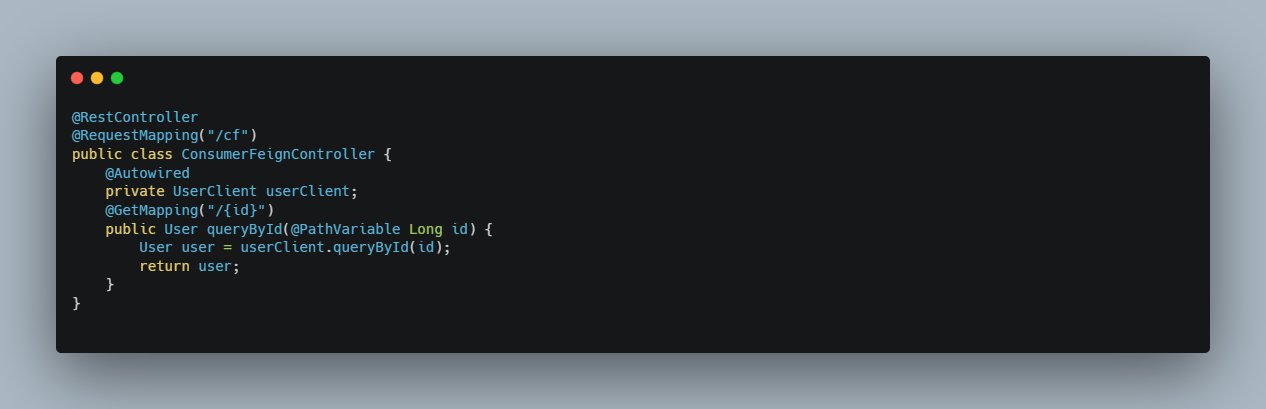 @RestController
@RequestMapping("/cf")
public class ConsumerFeignController {
    @Autowired
    private UserClient userClient;
    @GetMapping("/{id}")
    public User queryById(@PathVariable Long id) {
        User user = userClient.queryById(id);
        return user;
    }
}